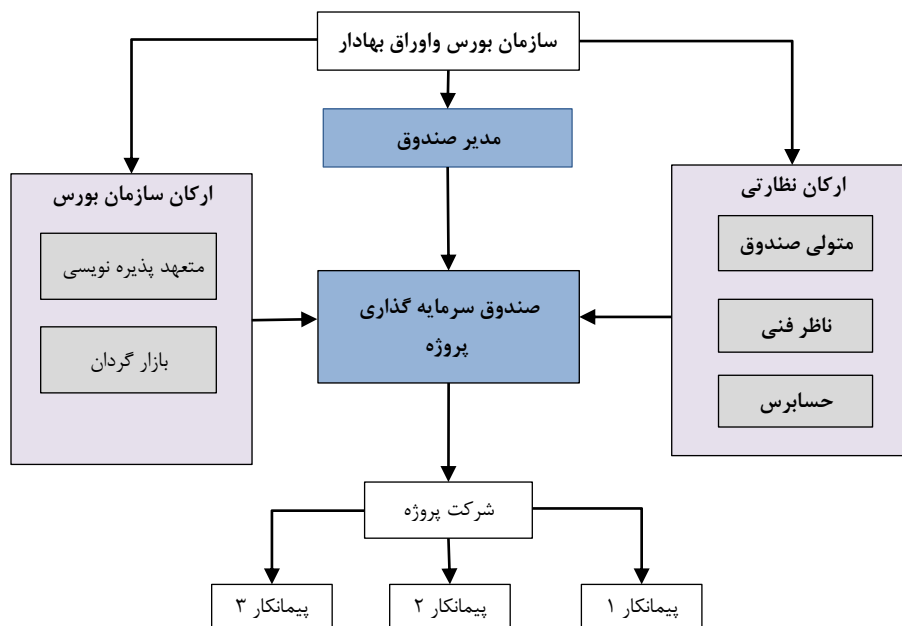 سازمان بورس واوراق بهادار
مدیر صندوق
ارکان نظارتی
متولی صندوق
ناظر فنی
حسابرس
ارکان سازمان بورس
متعهد پذیره نویسی
بازار گردان
صندوق سرمایه گذاری
پروژه
شرکت پروژه
پیمانکار ۱
پیمانکار ۲
پیمانکار ۳